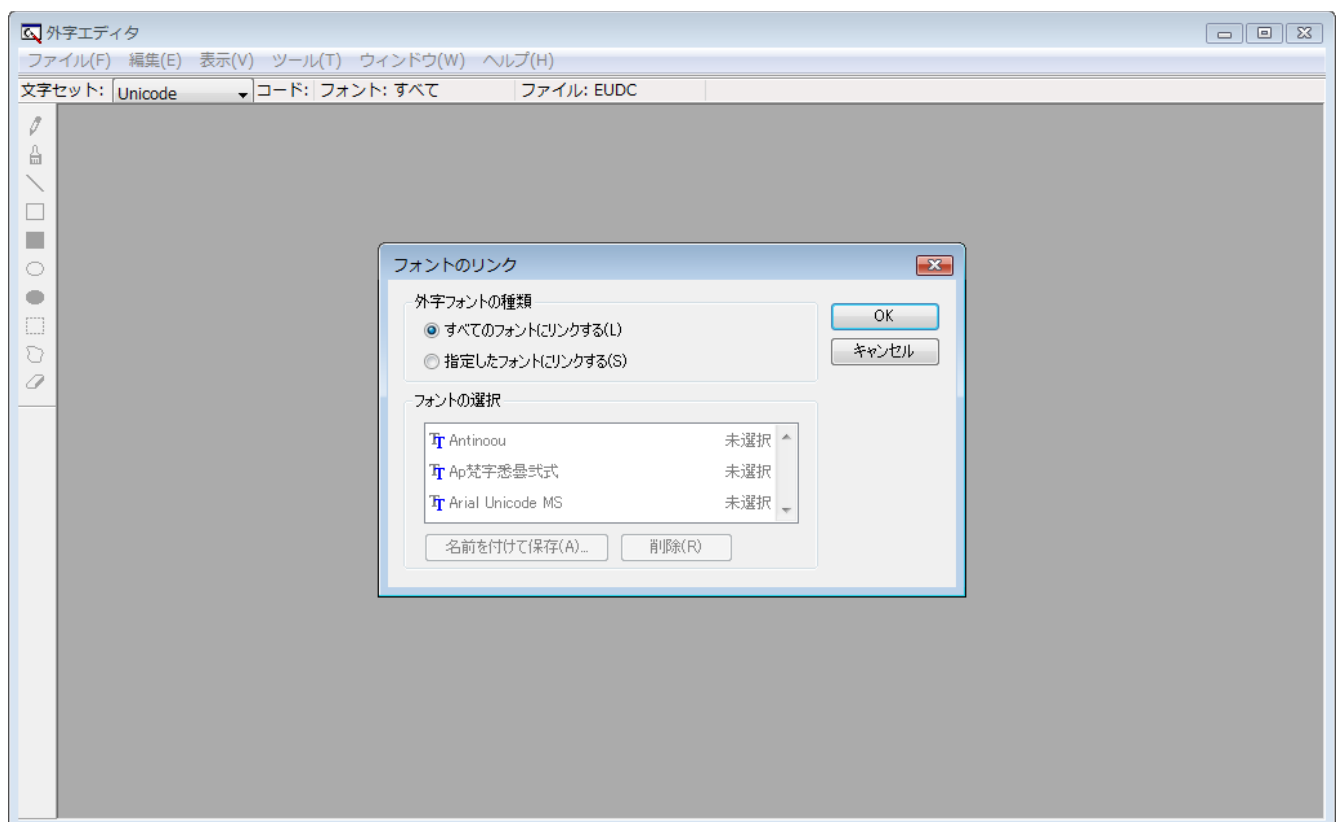 外字エディタ
ファイル(F) 編集(E) 表示(V) ツール(T) ウィンドウ(W) ヘルプ(H)
文字セット: Unicode コード: フォント: すべて ファイル: EUDC
フォントのリンク
外字フォントの種類
すべてのフォントにリンクする(L)
指定したフォントにリンクする(S)
OK
キャンセル
フォントの選択
Antinoou 未選択
Ap梵字悉曇弐式 未選択
Arial Unicode MS 未選択
名前を付けて保存(A)... 削除(R)